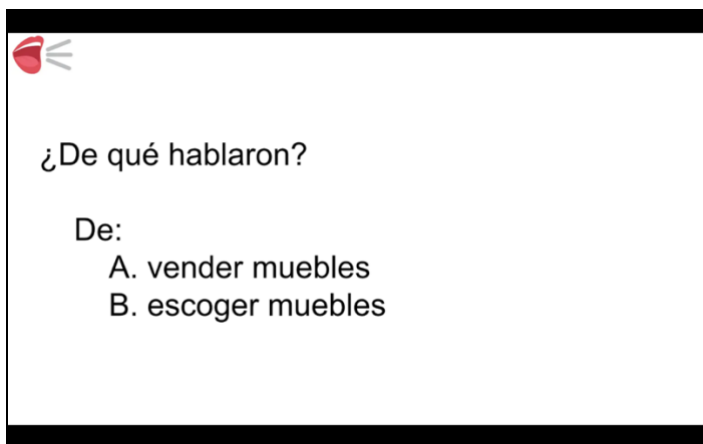 ¿De qué hablaron?
De:
A. vender muebles
B. escoger muebles